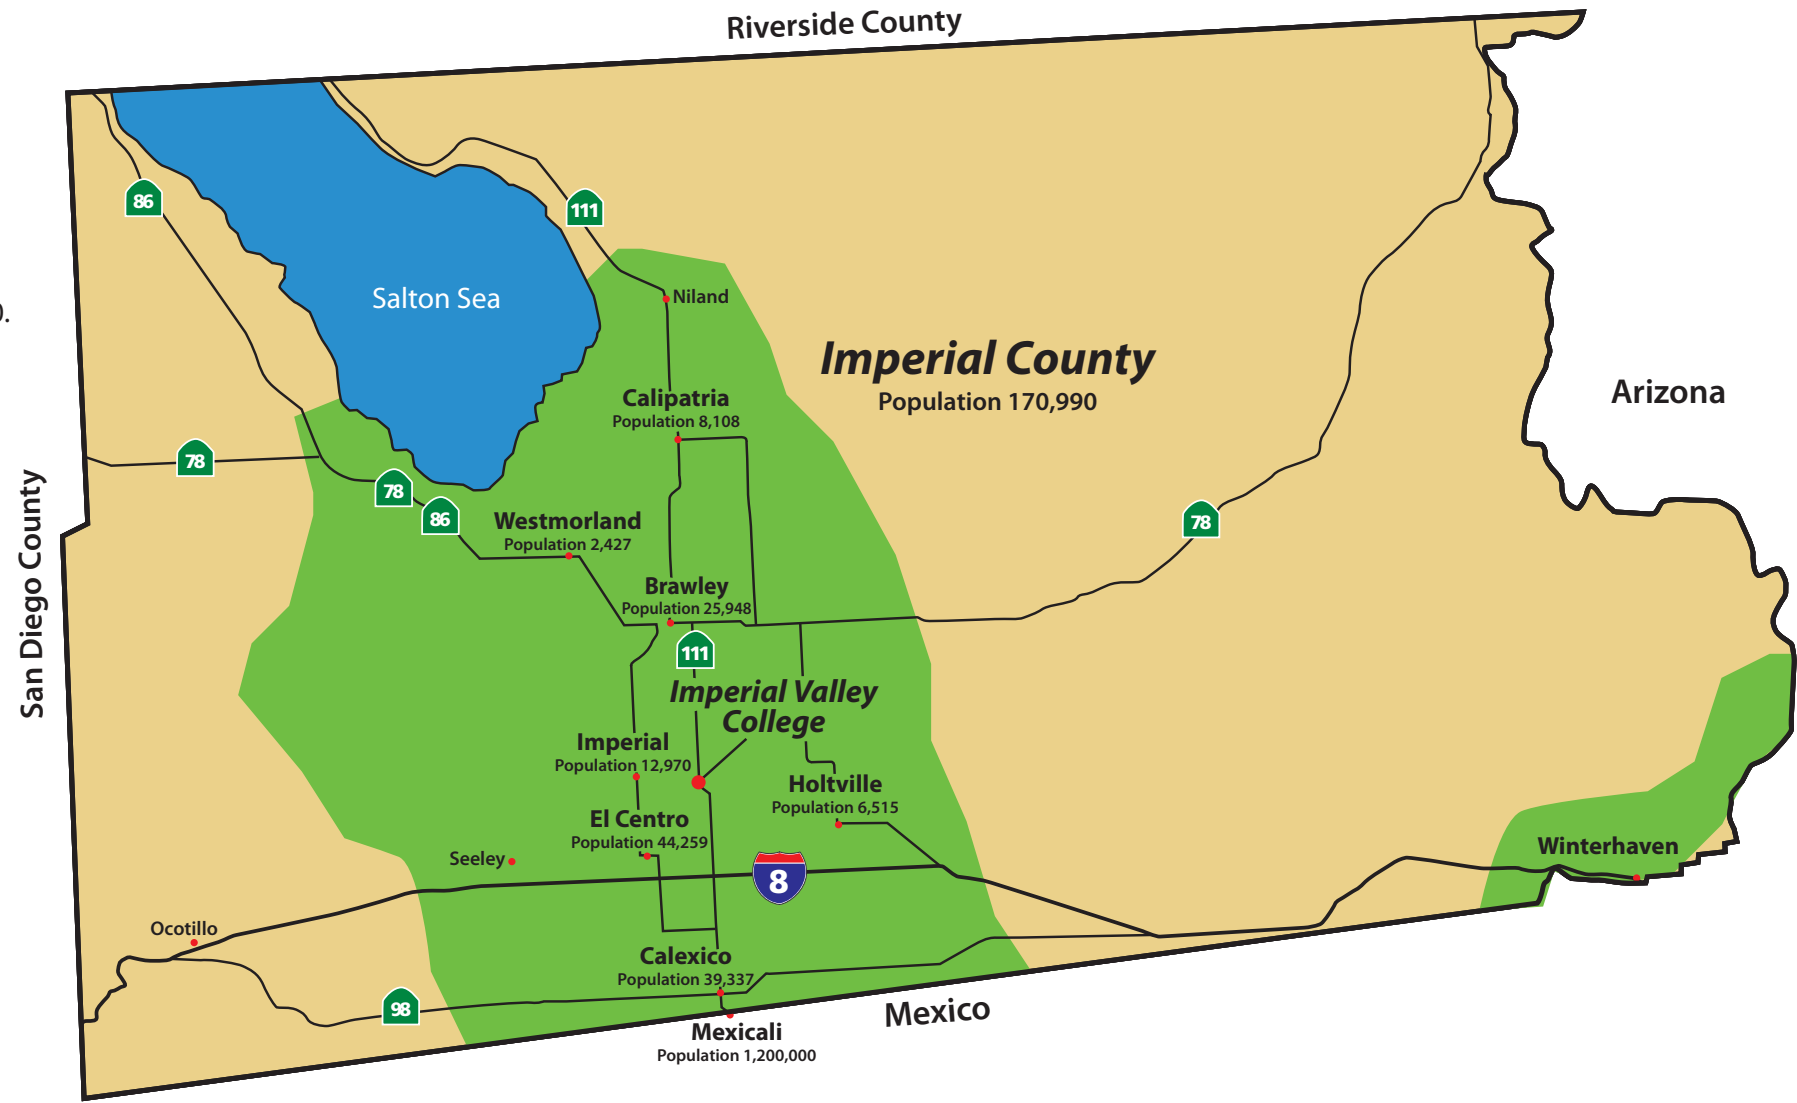 Riverside County
86
111
Salton Sea
Niland
0.
Imperial County
Population 170,990
Arizona
Calipatria
Population 8,108
78
78
86
78
San Diego County
Westmorland
Population 2,427
Brawley
Population 25,948
111
Imperial Valley
College
Imperial
Population 12,970
Holtville
Population 6,515
El Centro
Population 44,259
Seeley
8
Winterhaven
Ocotillo
Calexico
Population 39,337
98
Mexico
Mexicali
Population 1,200,000